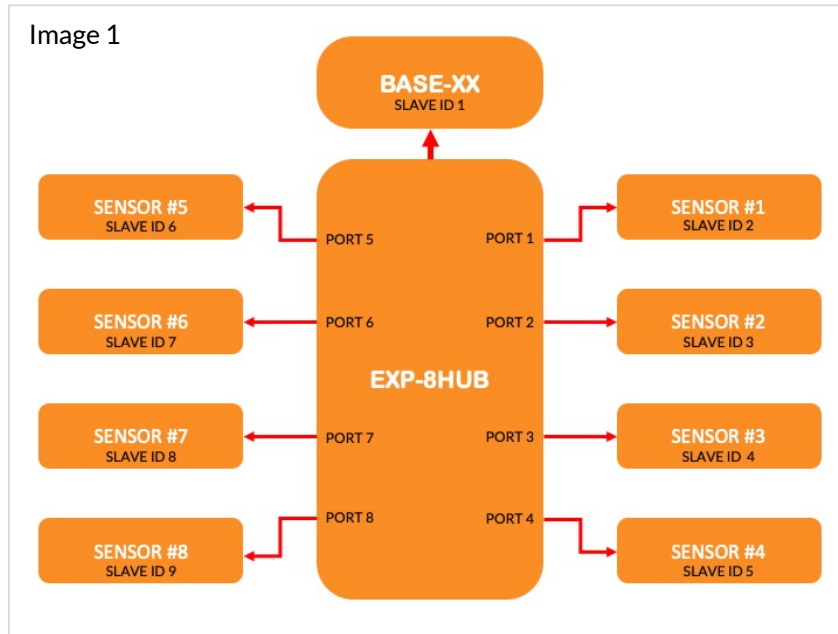 Image 1
BASE-XX
SLAVE ID 1
SENSOR #5
SLAVE ID 6
SENSOR #1
SLAVE ID 2
PORT 5
PORT 1
SENSOR #6
SLAVE ID 7
PORT 6
PORT 2
SENSOR #2
SLAVE ID 3
EXP-8HUB
SENSOR #7
SLAVE ID 8
PORT 7
PORT 3
SENSOR #3
SLAVE ID 4
PORT 8
PORT 4
SENSOR #8
SLAVE ID 9
SENSOR #4
SLAVE ID 5